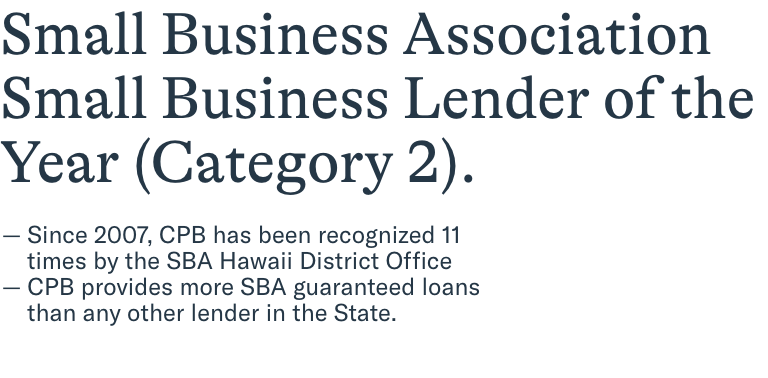 Small Business Association
Small Business Lender of the
Year (Category 2).
— Since 2007, CPB has been recognized 11
times by the SBA Hawaii District Office
— CPB provides more SBA guaranteed loans
than any other lender in the State.